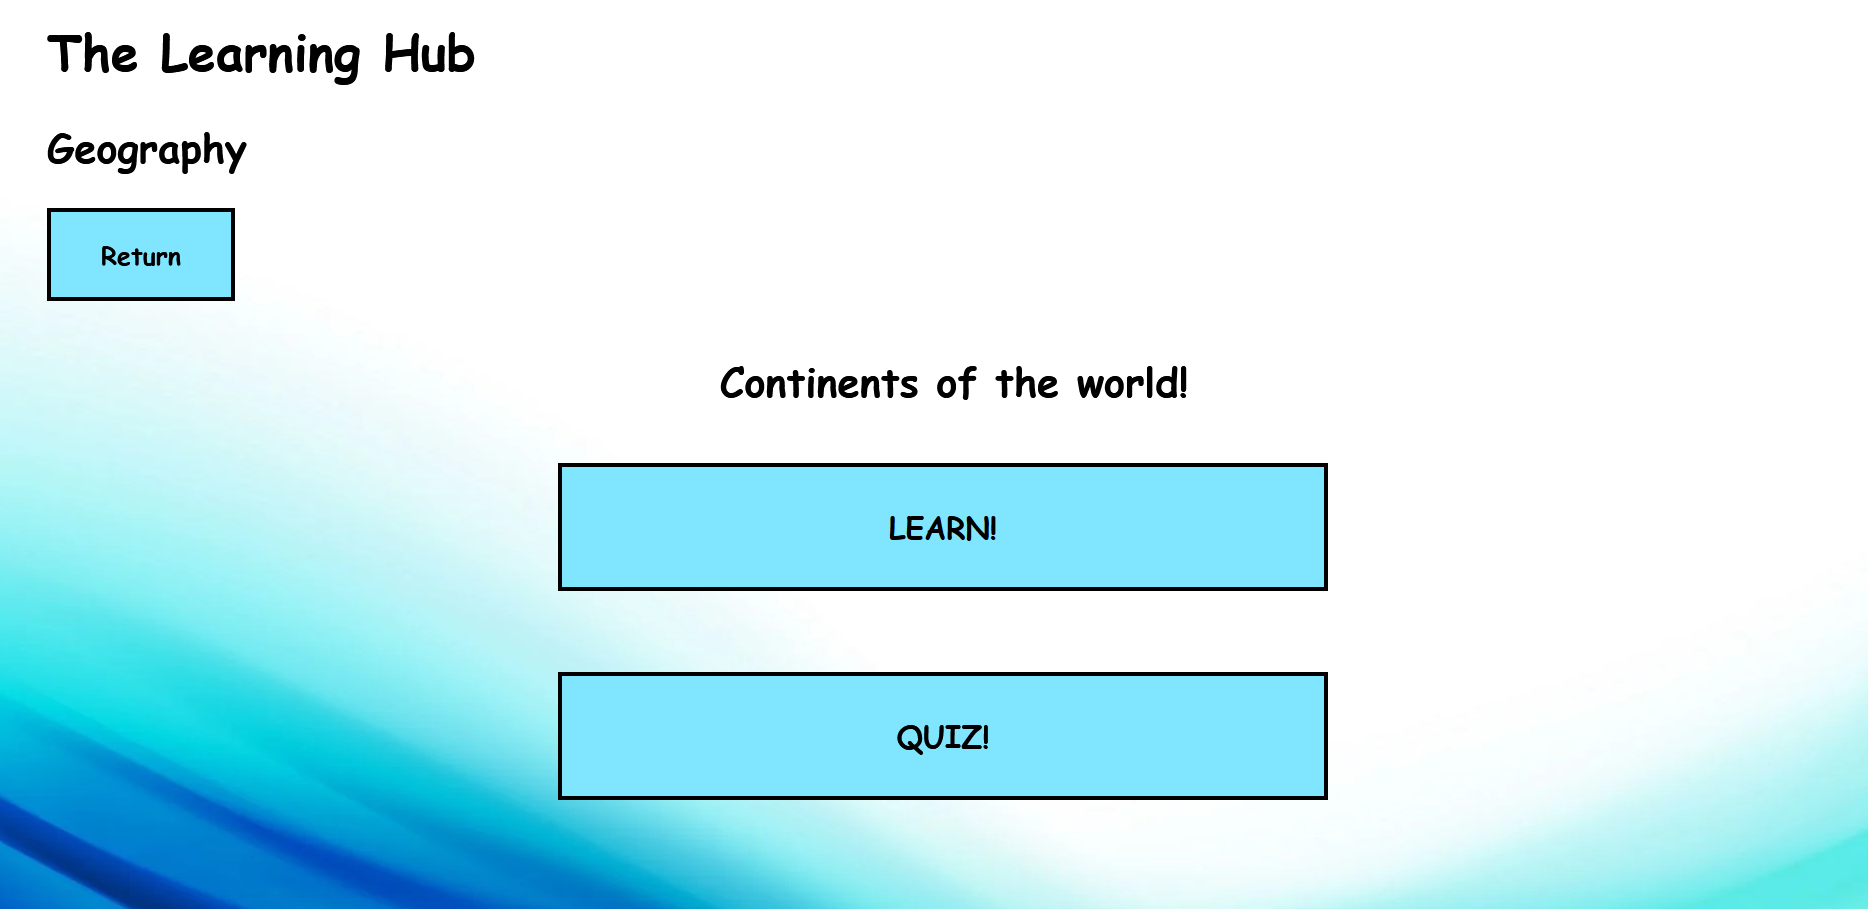 The Learning Hub
Geography
Return
Continents of the world!
LEARN!
QUIZ!